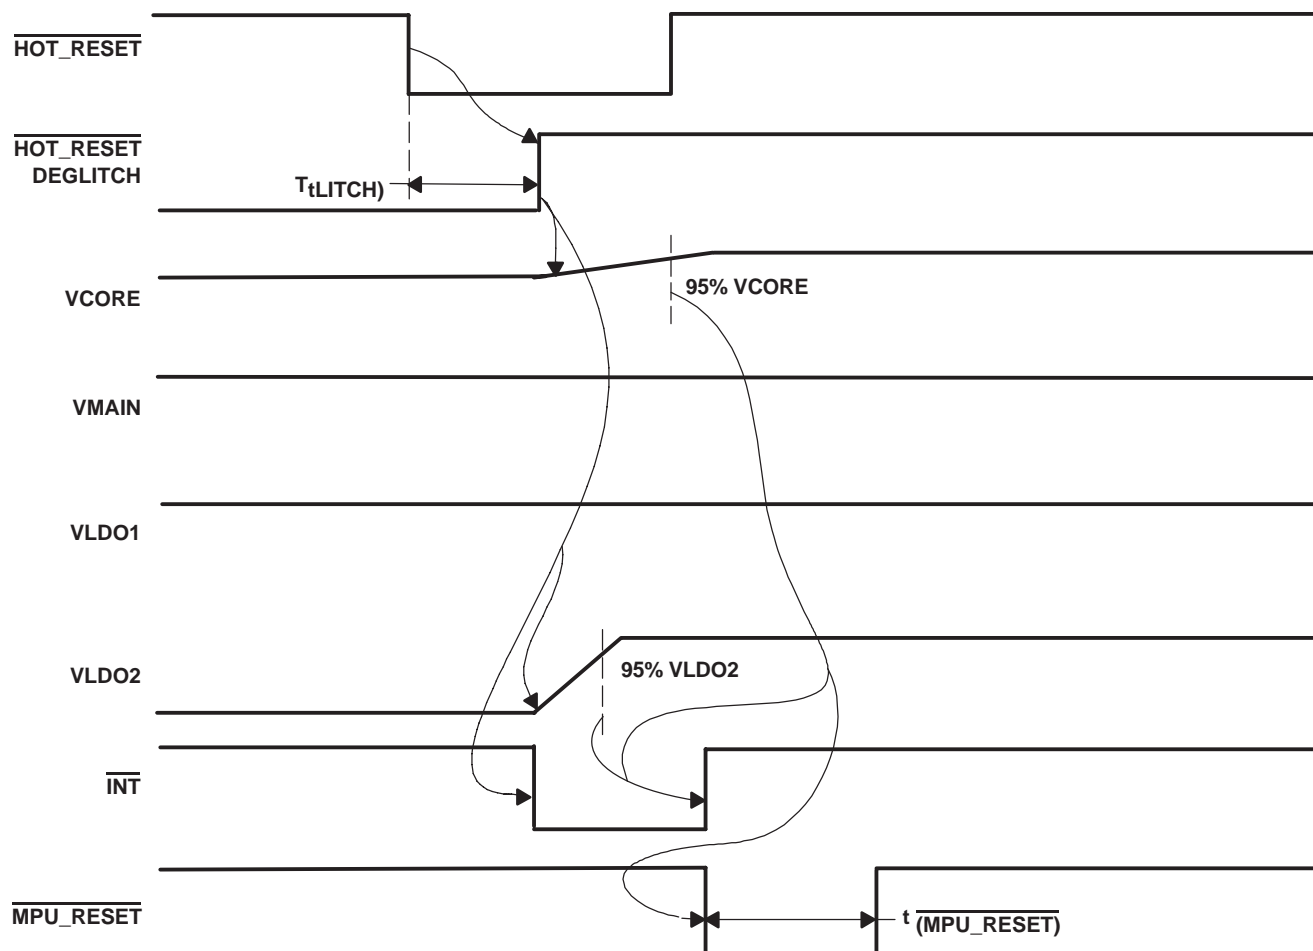 HOT_RESET
HOT_RESET
DEGLITCH
TtLITCH)
VCORE
95% VCORE
VMAIN
VLDO1
VLDO2
95% VLDO2
INT
MPU_RESET
t (MPU_RESET)